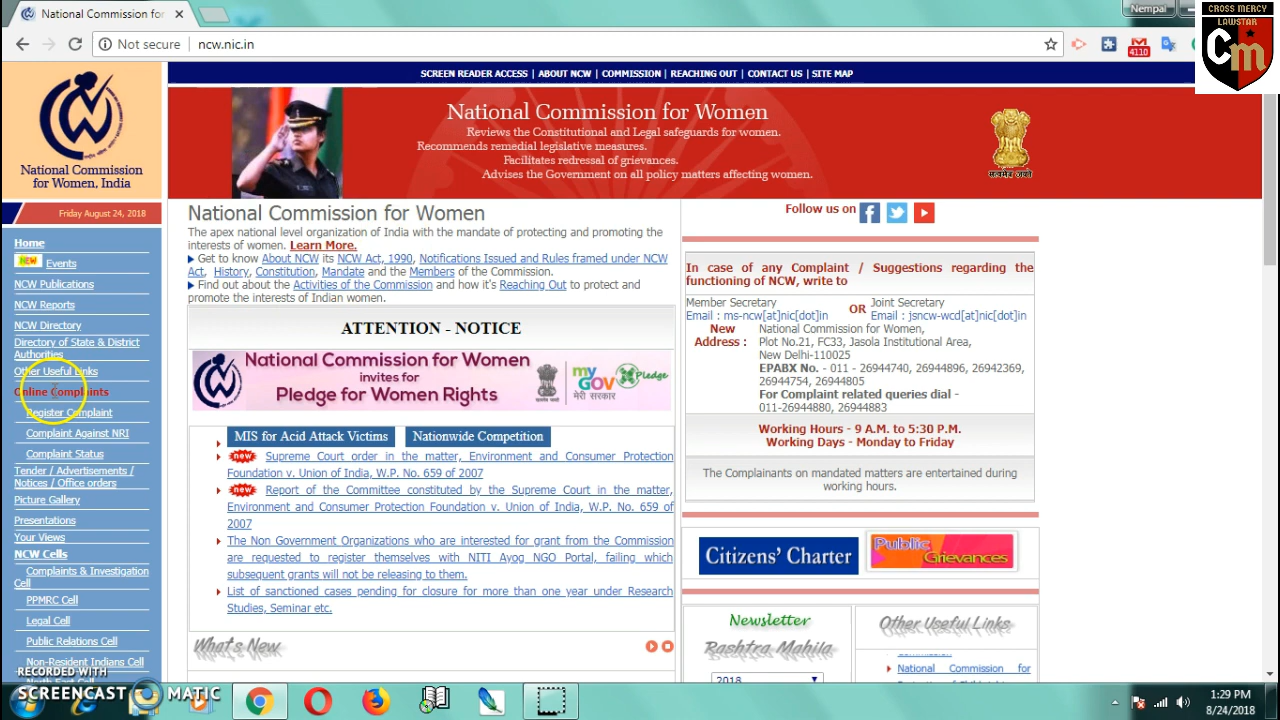 National Commission for
Nempal
CROSS MERCY
LAWSTAR
Cm
Not secure
ncw.nic.in
4110
SCREEN READER ACCESS | ABOUT NCW | COMMISSION | REACHING OUT | CONTACT US | SITE MAP
National Commission for Women, India
National Commission for Women
Reviews the Constitutional and Legal safeguards for women.
Recommends remedial legislative measures.
Facilitates redressal of grievances.
Advises the Government on all policy matters affecting women.
सत्यमेव जयते
Friday August 24, 2018
Home
NEW Events
NCW Publications
NCW Reports
NCW Directory
Directory of State & District
Authorities
Other Useful Links
Online Complaints
Register Complaint
Complaint Against NRI
Complaint Status
Tender / Advertisements /
Notices / Office orders
Picture Gallery
Presentations
Your Views
NCW Cells
Complaints & Investigation
Cell
PPMRC Cell
Legal Cell
Public Relations Cell
Non-Resident Indians Cell
North East Cell
National Commission for Women
The apex national level organization of India with the mandate of protecting and promoting the
interests of women. Learn More.
Get to know About NCW its NCW Act, 1990, Notifications Issued and Rules framed under NCW
Act, History, Constitution, Mandate and the Members of the Commission.
Find out about the Activities of the Commission and how it's Reaching Out to protect and
promote the interests of Indian women.
ATTENTION - NOTICE
National Commission for Women
invites for
Pledge for Women Rights
my
GOV
मेरी सरकार
Pledge
MIS for Acid Attack Victims
Nationwide Competition
new Supreme Court order in the matter, Environment and Consumer Protection
Foundation v. Union of India, W.P. No. 659 of 2007
new Report of the Committee constituted by the Supreme Court in the matter,
Environment and Consumer Protection Foundation v. Union of India, W.P. No. 659 of
2007
The Non Government Organizations who are interested for grant from the Commission
are requested to register themselves with NITI Ayog NGO Portal, failing which
subsequent grants will not be releasing to them.
List of sanctioned cases pending for closure for more than one year under Research
Studies, Seminar etc.
What's New
Follow us on
In case of any Complaint / Suggestions regarding the
functioning of NCW, write to
Member Secretary
Email : ms-ncw[at]nic[dot]in
OR
Joint Secretary
Email : jsncw-wcd[at]nic[dot]in
New
Address :
National Commission for Women,
Plot No.21, FC33, Jasola Institutional Area,
New Delhi-110025
EPABX No. - 011 - 26944740, 26944896, 26942369,
26944754, 26944805
For Complaint related queries dial -
011-26944880, 26944883
Working Hours - 9 A.M. to 5:30 P.M.
Working Days - Monday to Friday
The Complainants on mandated matters are entertained during
working hours.
Citizens' Charter
Public
Grievances
Newsletter
Rashtra Mahila
2018
Other Useful Links
Commission
National Commission for
RECORDED WITH
SCREENCAST MATIC
1:29 PM
8/24/2018